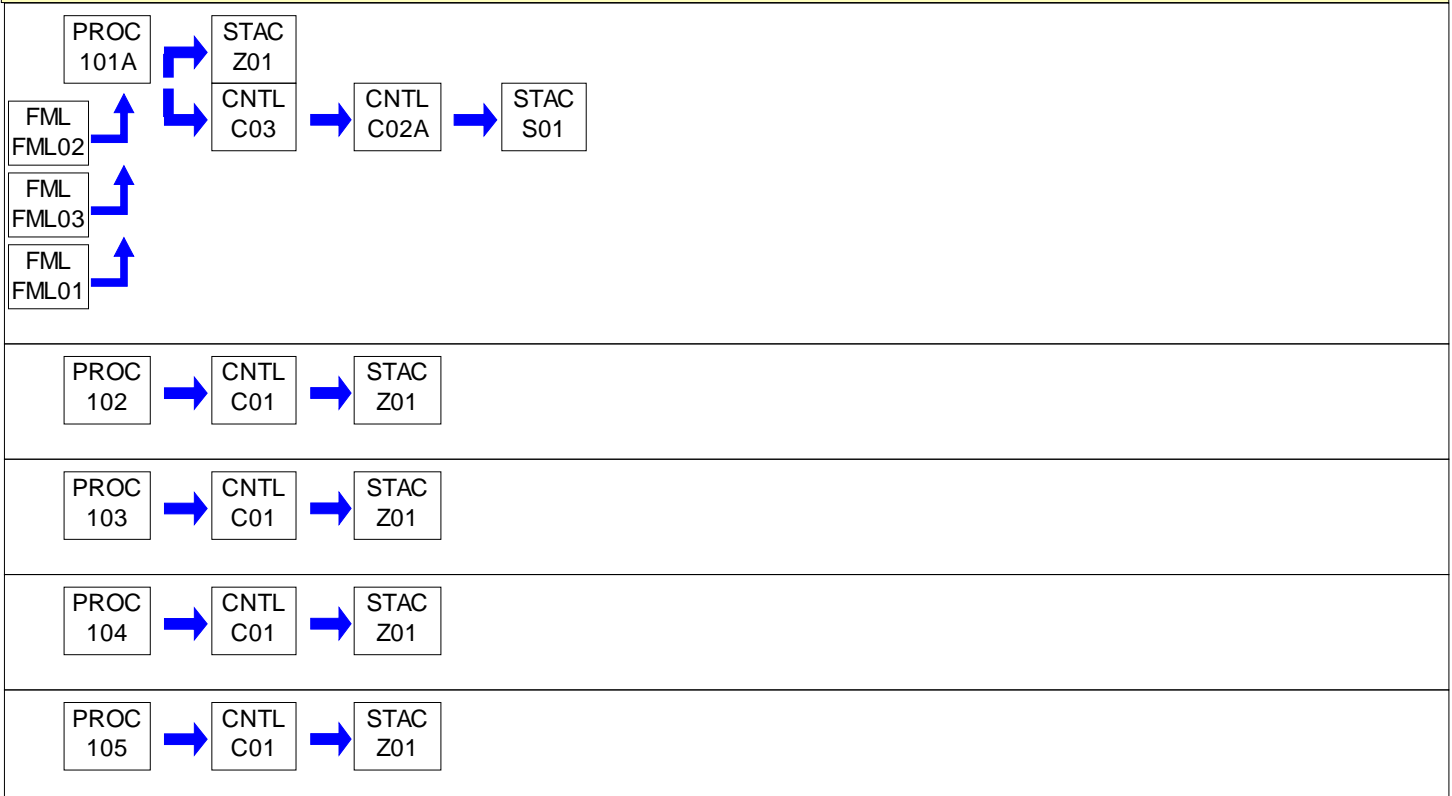 PROC
101A
STAC
Z01
CNTL
C03
CNTL
C02A
STAC
S01
FML
FML02
FML
FML03
FML
FML01
PROC
102
CNTL
C01
STAC
Z01
PROC
103
CNTL
C01
STAC
Z01
PROC
104
CNTL
C01
STAC
Z01
PROC
105
CNTL
C01
STAC
Z01